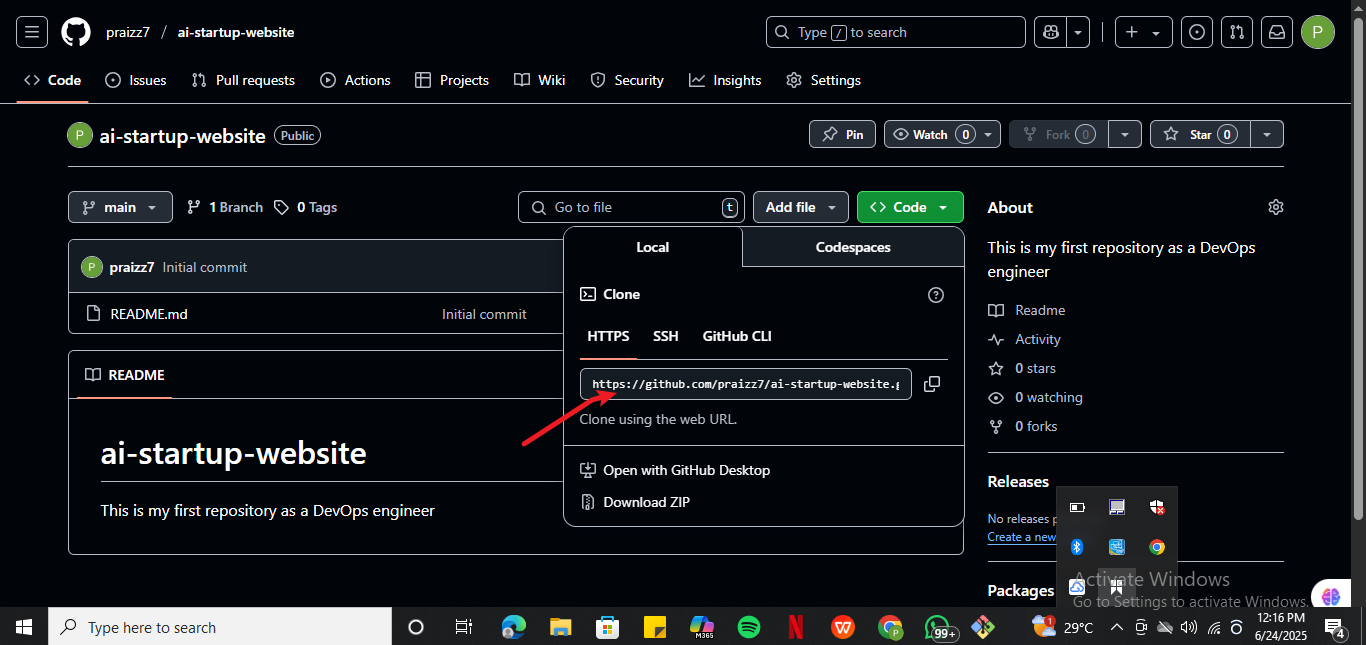 praizz7 / ai-startup-website
Type / to search
P
Code Issues Pull requests Actions Projects Wiki Security Insights Settings
P ai-startup-website Public
Pin Watch 0 Fork 0 Star 0
main 1 Branch 0 Tags
Go to file t Add file Code
P praizz7 Initial commit
README.md Initial commit
README
ai-startup-website
This is my first repository as a DevOps engineer
Local Codespaces
Clone
HTTPS SSH GitHub CLI
https://github.com/praizz7/ai-startup-website.g
Clone using the web URL.
Open with GitHub Desktop
Download ZIP
About
This is my first repository as a DevOps
engineer
Readme
Activity
0 stars
0 watching
0 forks
Releases
No releases p
Create a new
Packages
Activate Windows
Go to Settings to activate Windows.
Type here to search
M365
P
99+
1
29°C
12:16 PM
6/24/2025
4